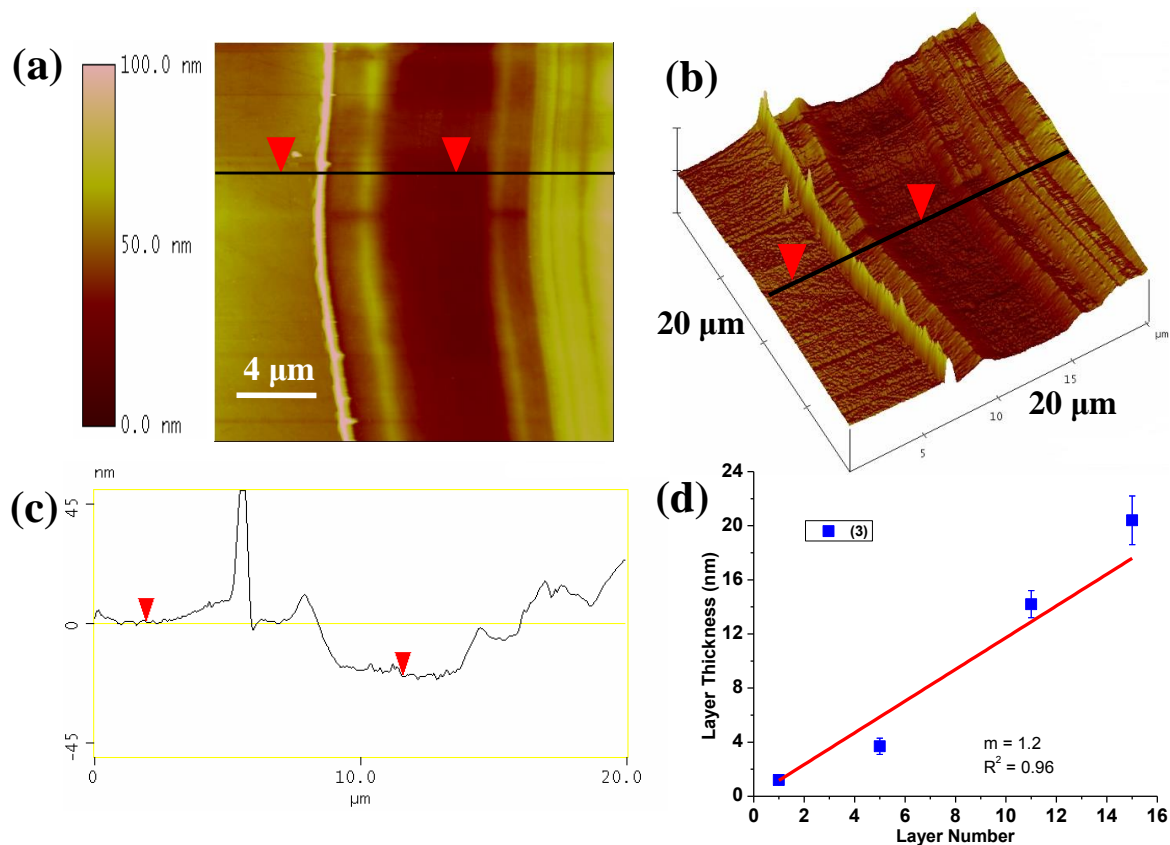 (a)
100.0 nm
50.0 nm
0.0 nm
4 μm
(b)
20 μm
20 μm
5
10
15
μm
(c)
nm
45
0
-45
0
10.0
20.0
μm
(d)
24
20
16
12
8
4
0
0 2 4 6 8 10 12 14 16
Layer Thickness (nm)
Layer Number
(3)
m = 1.2
R² = 0.96